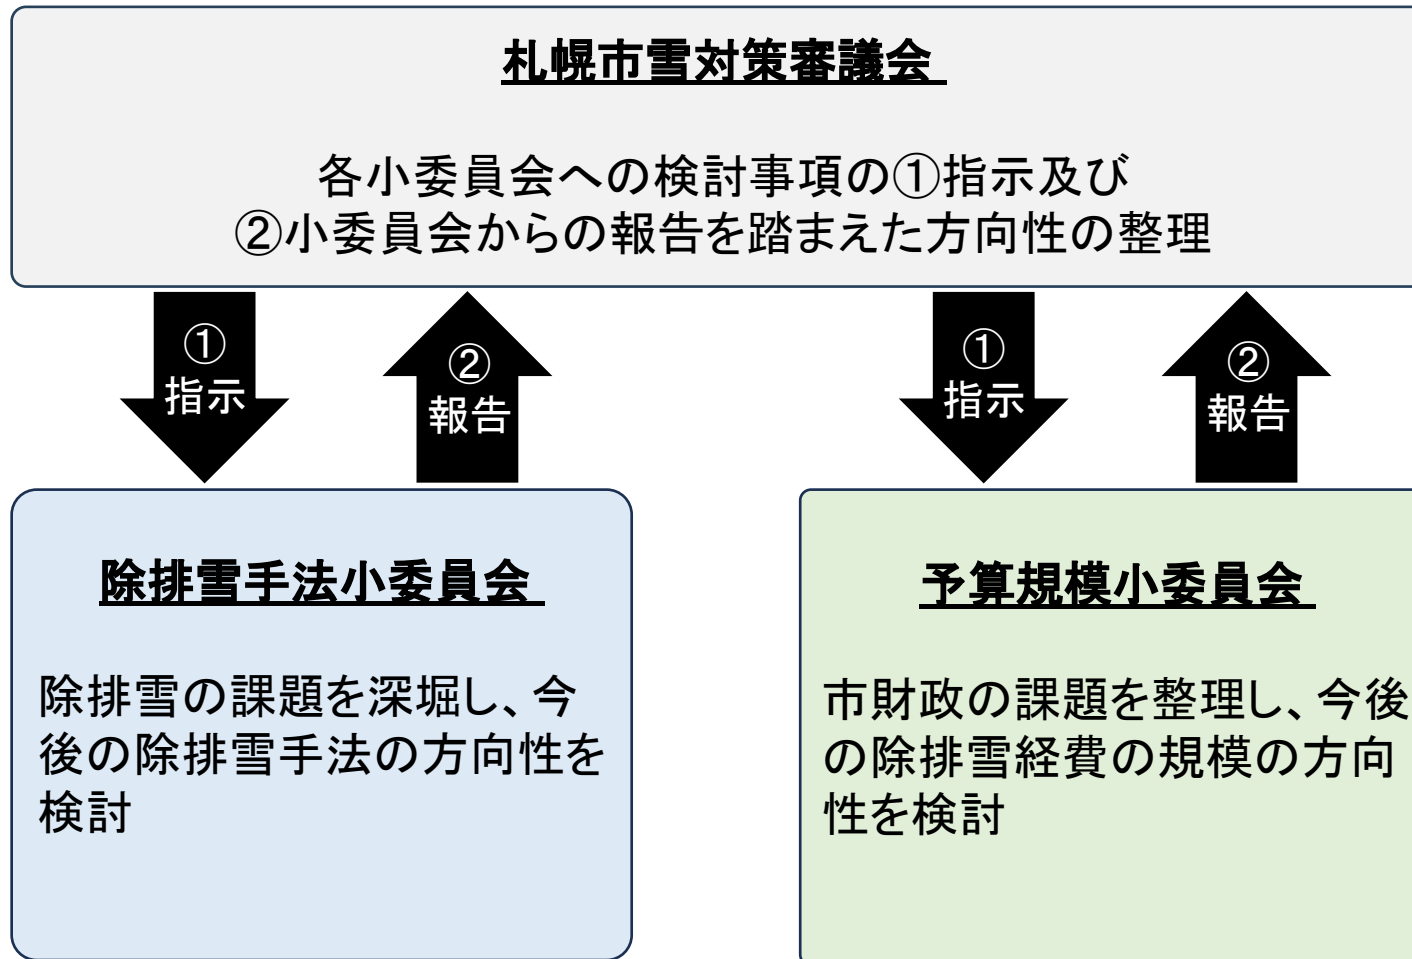 札幌市雪対策審議会
各小委員会への検討事項の①指示及び
②小委員会からの報告を踏まえた方向性の整理
①
指示
②
報告
①
指示
②
報告
除排雪手法小委員会
除排雪の課題を深堀し、今
後の除排雪手法の方向性を
検討
予算規模小委員会
市財政の課題を整理し、今後
の除排雪経費の規模の方向
性を検討